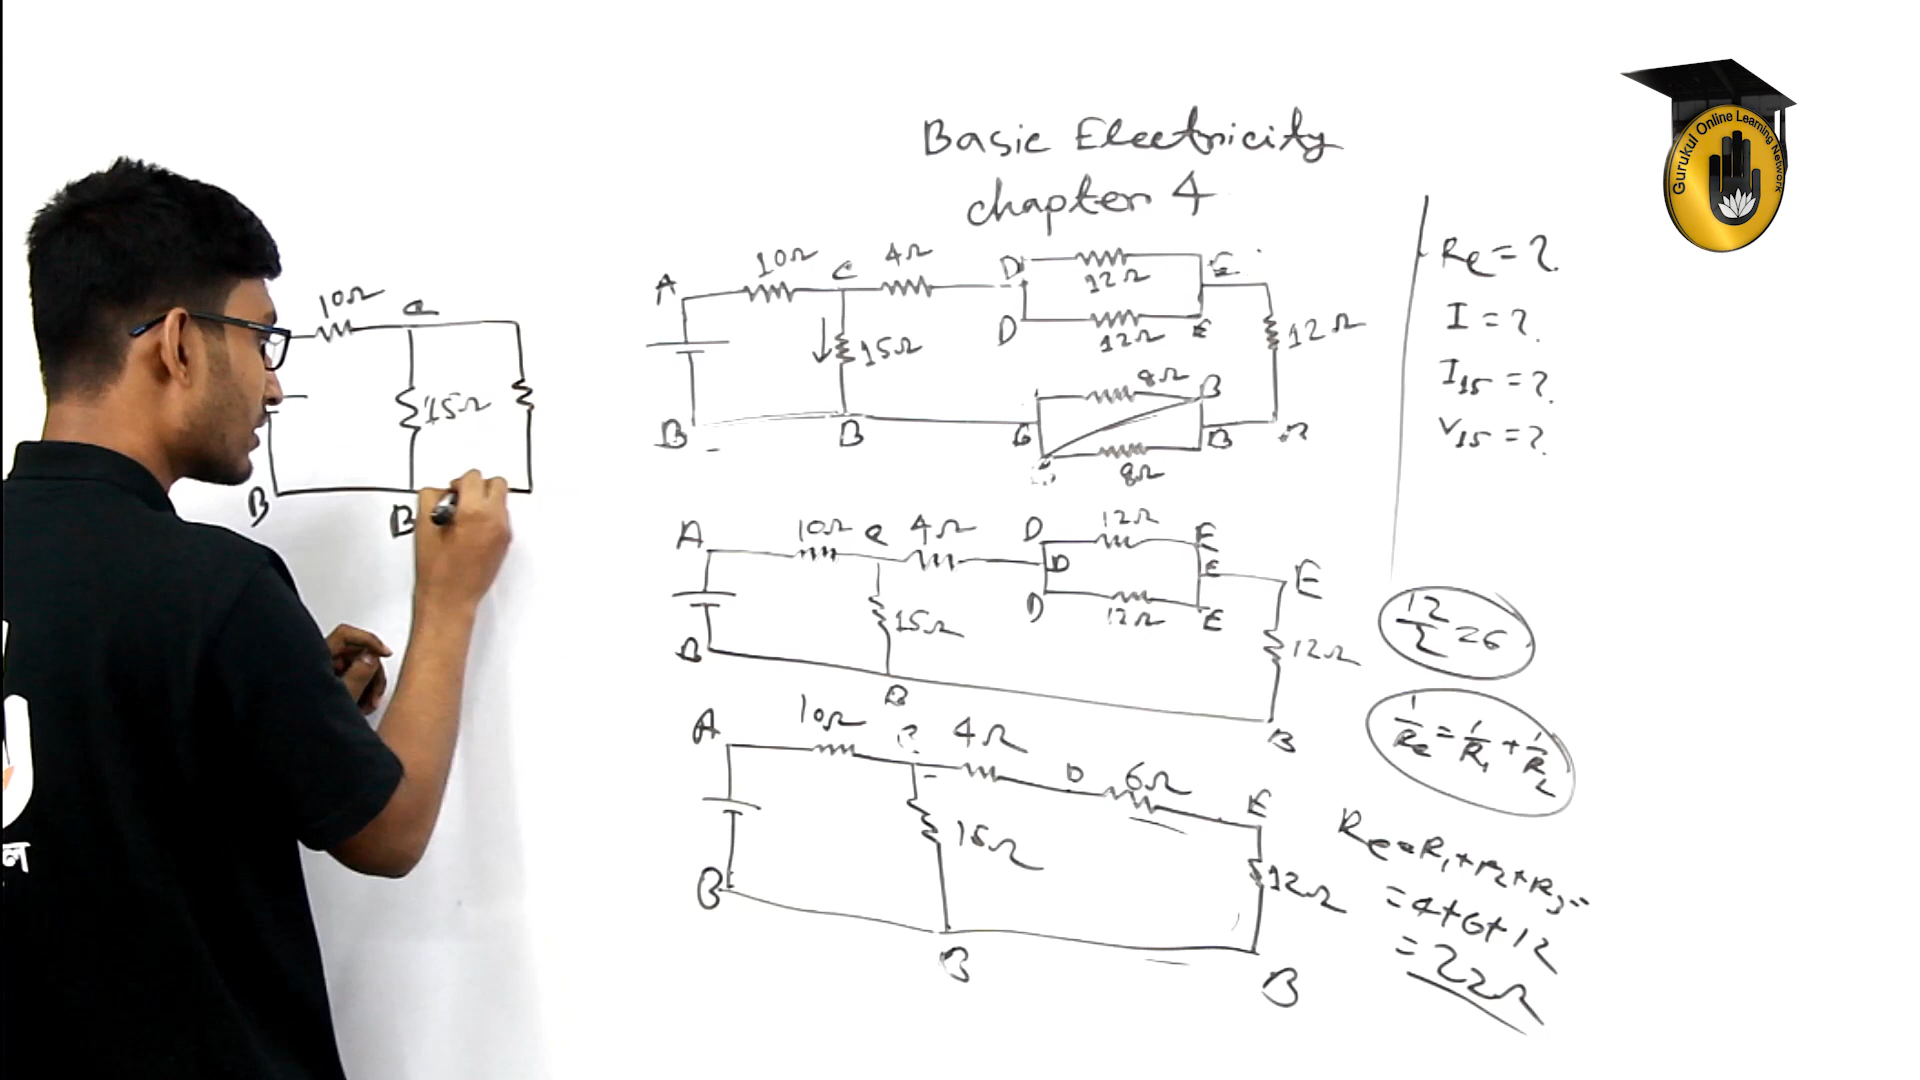 Basic Electricity
chapter 4
Gurukul Online Learning Network
A 10Ω C 4Ω D 12Ω E
D 12Ω E
15Ω
12Ω
B B B 8Ω B
B
8Ω
Re = ?
I = ?
I15 = ?
V15 = ?
10Ω C
15Ω
B B
A 10Ω C 4Ω D 12Ω E
D E E
D 12Ω E
15Ω
12Ω
B B B
12/2 = 6
1/Re = 1/R1 + 1/R2
A 10Ω C 4Ω D 6Ω E
15Ω
12Ω
B B B
Re = R1 + R2 + R3
= 4+6+12
= 22Ω